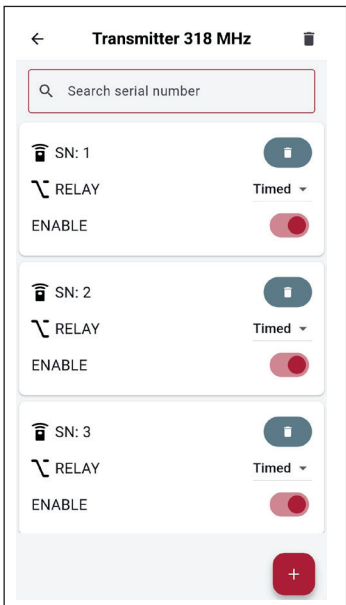 Transmitter 318 MHz
Search serial number
SN: 1
RELAY Timed
ENABLE
SN: 2
RELAY Timed
ENABLE
SN: 3
RELAY Timed
ENABLE
+